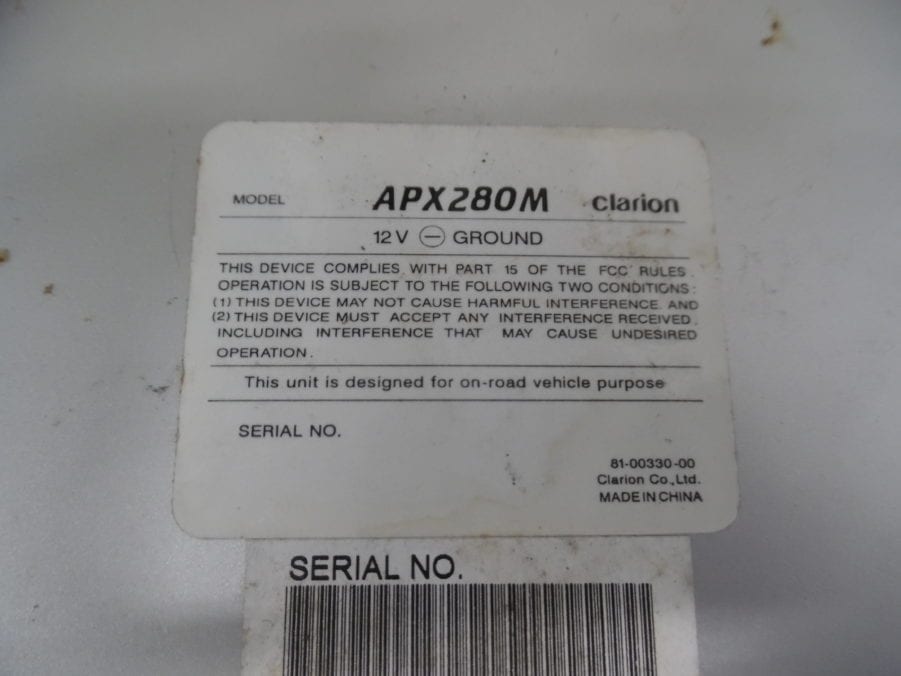 MODEL APX280M clarion
12V ⊖ GROUND
THIS DEVICE COMPLIES WITH PART 15 OF THE FCC RULES.
OPERATION IS SUBJECT TO THE FOLLOWING TWO CONDITIONS:
(1) THIS DEVICE MAY NOT CAUSE HARMFUL INTERFERENCE AND
(2) THIS DEVICE MUST ACCEPT ANY INTERFERENCE RECEIVED,
INCLUDING INTERFERENCE THAT MAY CAUSE UNDESIRED
OPERATION.
This unit is designed for on-road vehicle purpose
SERIAL NO.
81-00330-00
Clarion Co.,Ltd.
MADE IN CHINA
SERIAL NO.